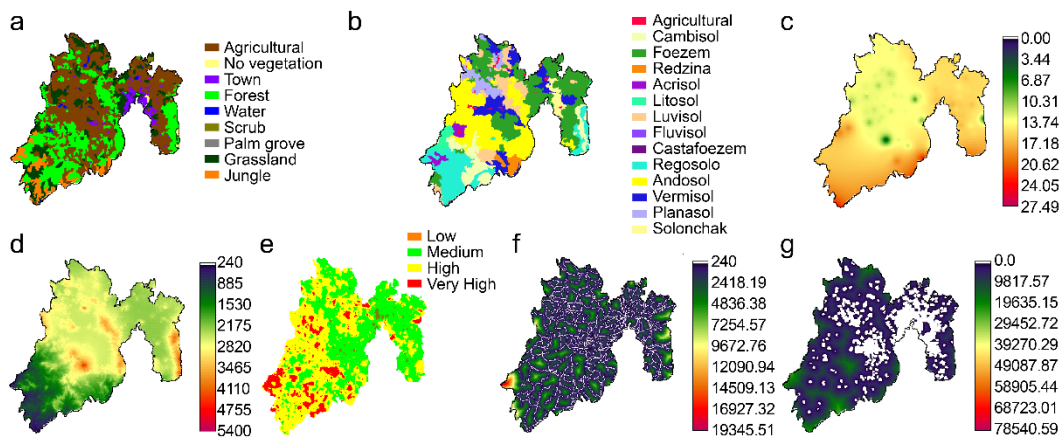 a
Agricultural
No vegetation
Town
Forest
Water
Scrub
Palm grove
Grassland
Jungle
b
Agricultural
Cambisol
Foezem
Redzina
Acrisol
Litosol
Luvisol
Fluvisol
Castafoezem
Regosolo
Andosol
Vermisol
Planasol
Solonchak
c
0.00
3.44
6.87
10.31
13.74
17.18
20.62
24.05
27.49
d
240
885
1530
2175
2820
3465
4110
4755
5400
e
Low
Medium
High
Very High
f
240
2418.19
4836.38
7254.57
9672.76
12090.94
14509.13
16927.32
19345.51
g
0.0
9817.57
19635.15
29452.72
39270.29
49087.87
58905.44
68723.01
78540.59